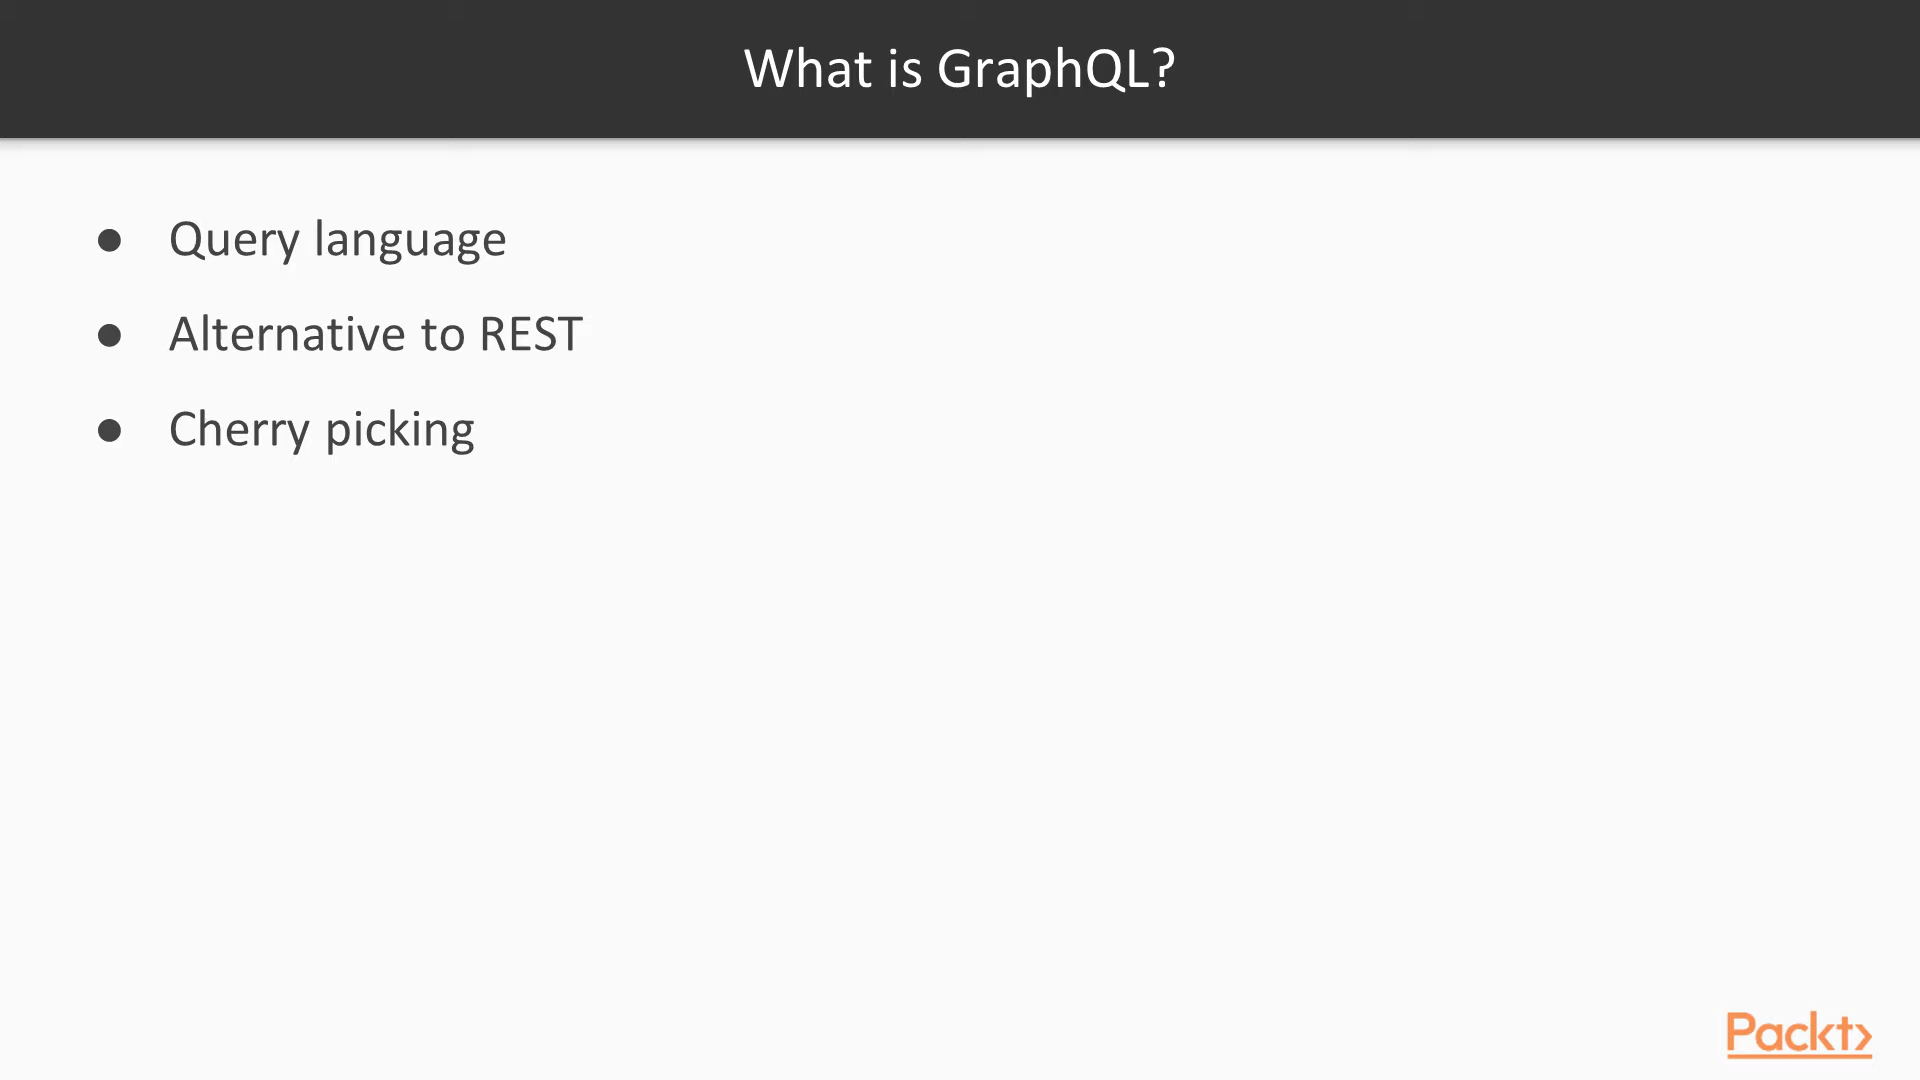 What is GraphQL?
● Query language
● Alternative to REST
● Cherry picking
Packt>